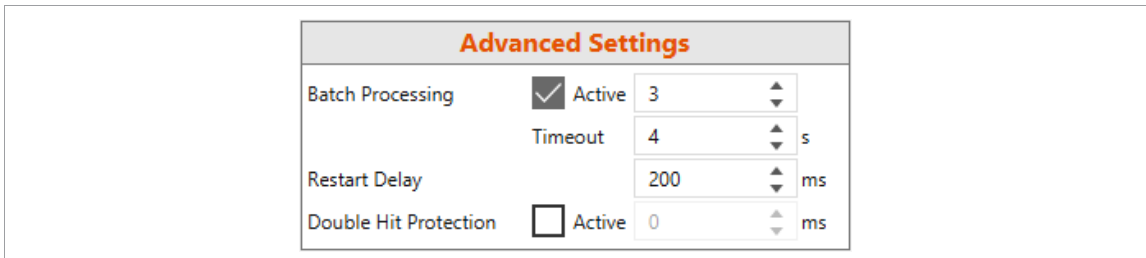 Advanced Settings
Batch Processing Active 3
Timeout 4 s
Restart Delay 200 ms
Double Hit Protection Active 0 ms